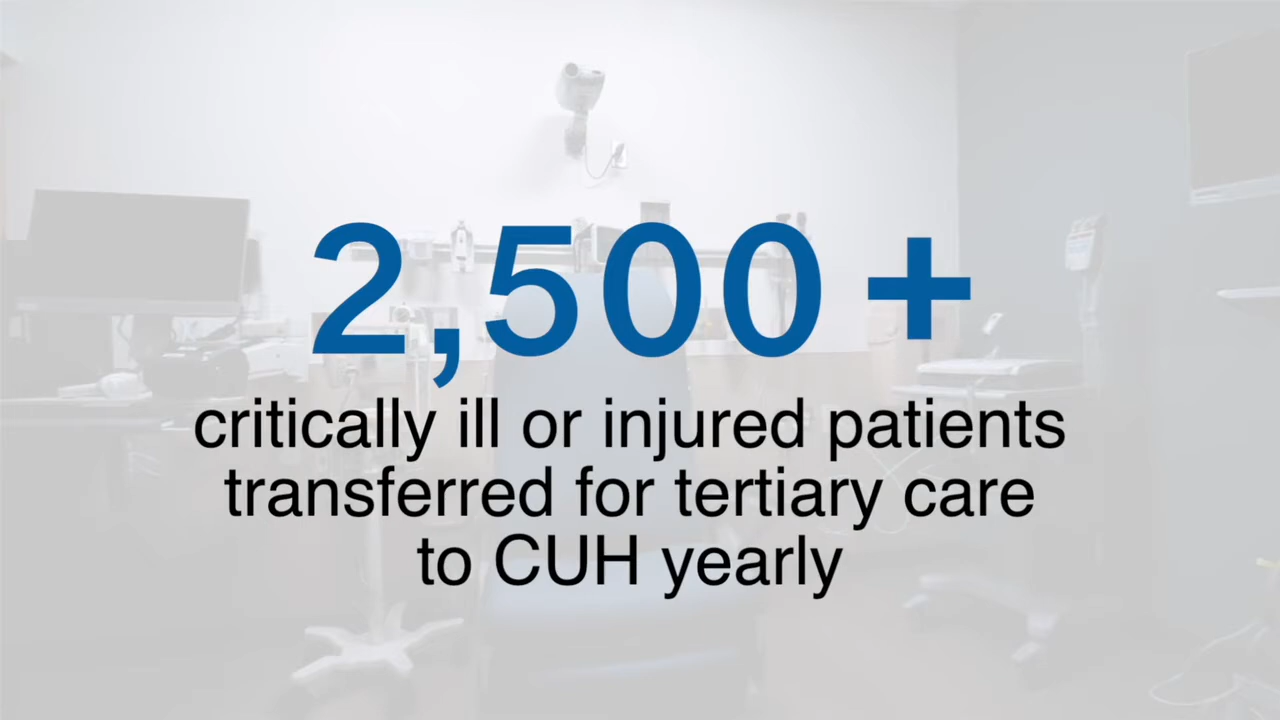 2,500 +
critically ill or injured patients
transferred for tertiary care
to CUH yearly